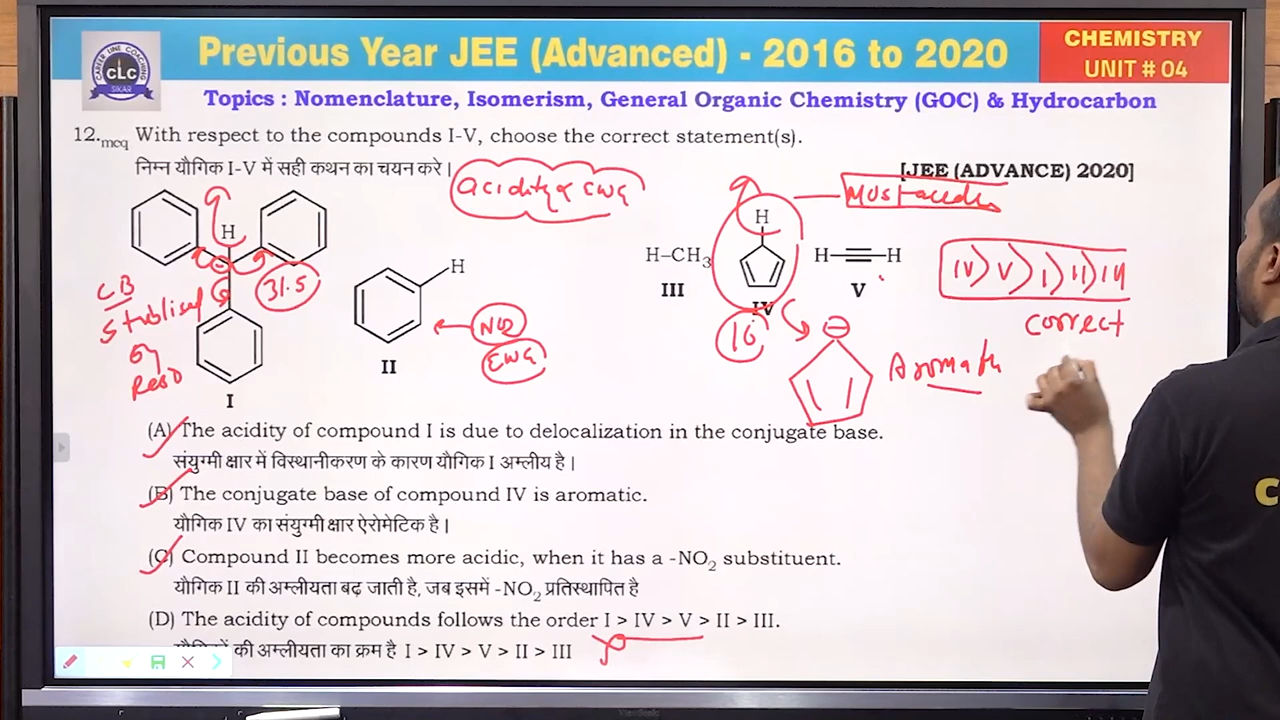 CAREER LINE COACHING
CLC
SIKAR
Previous Year JEE (Advanced) - 2016 to 2020
CHEMISTRY
UNIT # 04
Topics : Nomenclature, Isomerism, General Organic Chemistry (GOC) & Hydrocarbon
12.mcq With respect to the compounds I-V, choose the correct statement(s).
निम्न यौगिक I-V में सही कथन का चयन करे।
[JEE (ADVANCE) 2020]
acidity ∝ EWG
Most acidic
H
H
H
H–CH₃
H H
III
IV
V
II
I
⊖
31.5
CB
Stablised
by
Reso
NO2
EWG
16
⊖
Aromatic
IV > V > I > II > III
correct
(A) The acidity of compound I is due to delocalization in the conjugate base.
संयुग्मी क्षार में विस्थानीकरण के कारण यौगिक I अम्लीय है।
(B) The conjugate base of compound IV is aromatic.
यौगिक IV का संयुग्मी क्षार ऐरोमेटिक है।
(C) Compound II becomes more acidic, when it has a -NO₂ substituent.
यौगिक II की अम्लीयता बढ़ जाती है, जब इसमें -NO₂ प्रतिस्थापित है
(D) The acidity of compounds follows the order I > IV > V > II > III.
की अम्लीयता का क्रम है I > IV > V > II > III
C
ViewSonic